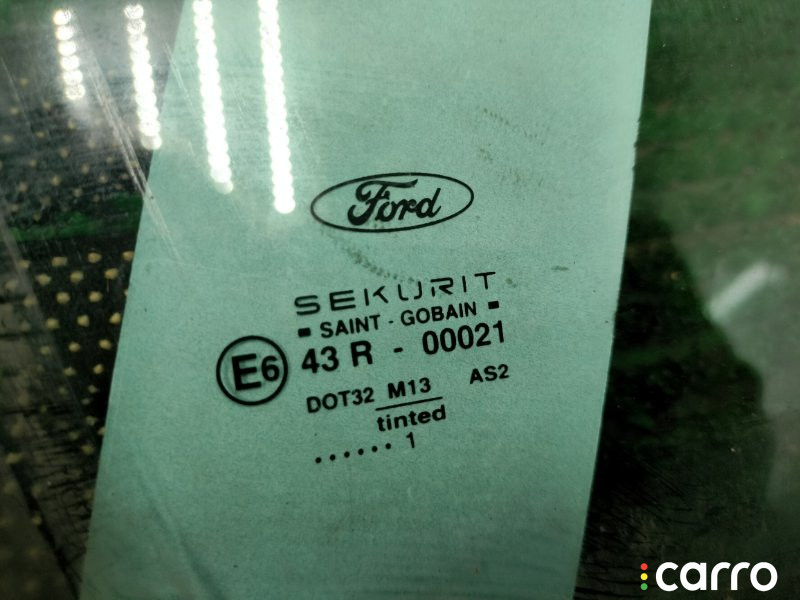 Ford
SEKURIT
▪ SAINT - GOBAIN ▪
E6 43 R - 00021
DOT32 M13 AS2
tinted
...... 1
carro